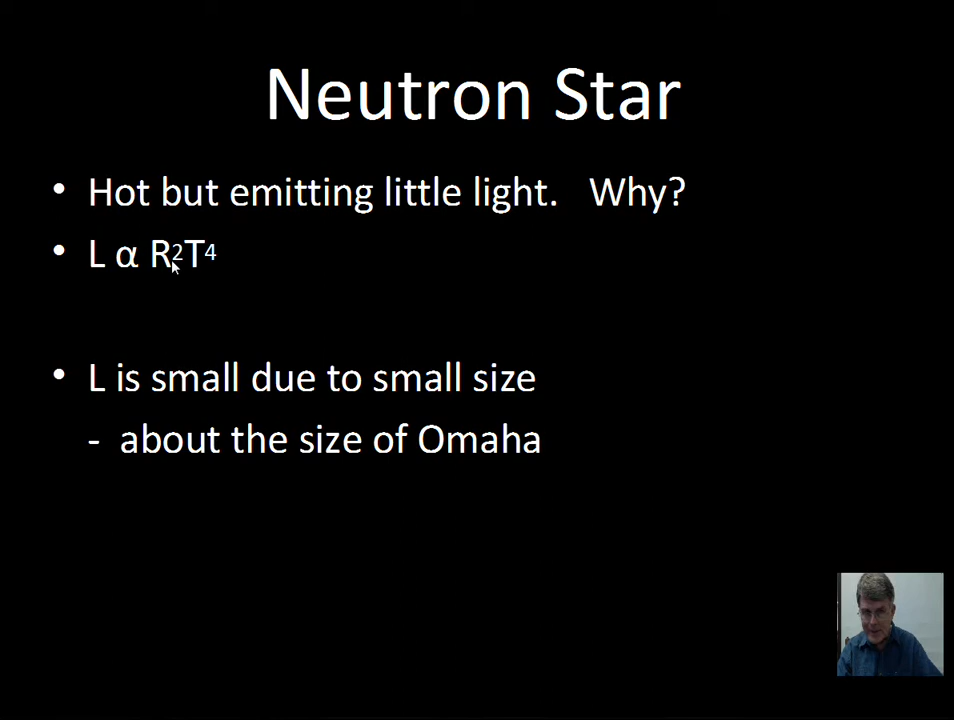 Neutron Star
• Hot but emitting little light.   Why?
• L α R²T⁴
• L is small due to small size
- about the size of Omaha